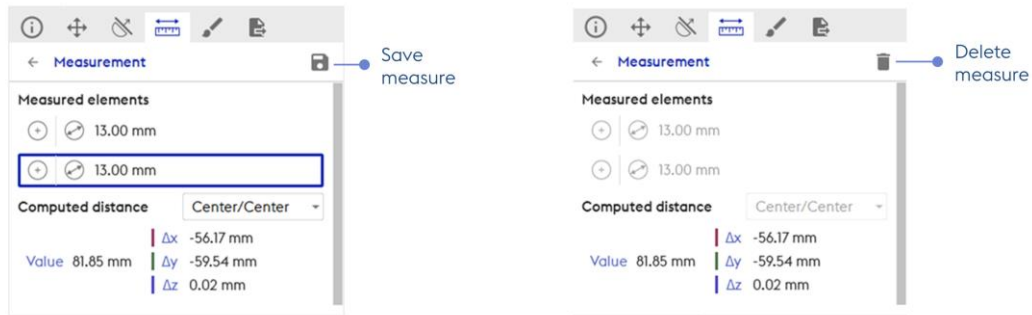 Measurement
Save
measure
Measured elements
13.00 mm
13.00 mm
Computed distance Center/Center
Δx -56.17 mm
Value 81.85 mm Δy -59.54 mm
Δz 0.02 mm
Measurement
Delete
measure
Measured elements
13.00 mm
13.00 mm
Computed distance Center/Center
Δx -56.17 mm
Value 81.85 mm Δy -59.54 mm
Δz 0.02 mm